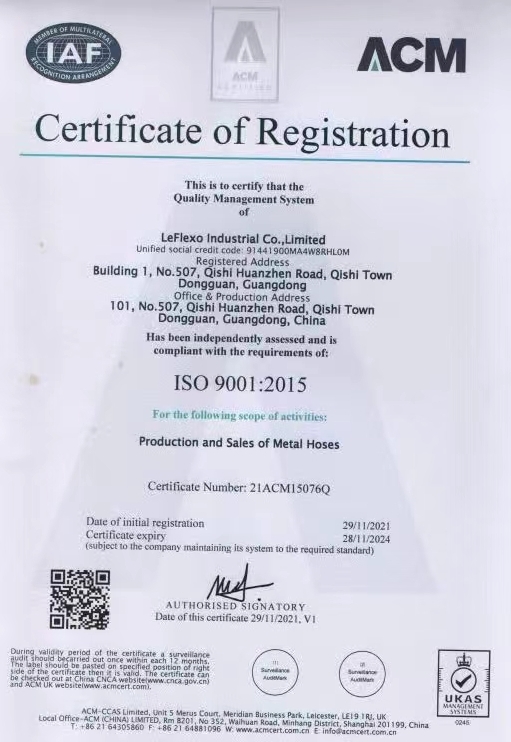 MEMBER OF MULTILATERAL
IAF
RECOGNITION ARRANGEMENT
ACM
CERTIFIED
ACM
Certificate of Registration
This is to certify that the
Quality Management System
of
LeFlexo Industrial Co.,Limited
Unified social credit code: 91441900MA4W8RHL0M
Registered Address
Building 1, No.507, Qishi Huanzhen Road, Qishi Town
Dongguan, Guangdong
Office & Production Address
101, No.507, Qishi Huanzhen Road, Qishi Town
Dongguan, Guangdong, China
Has been independently assessed and is
compliant with the requirements of:
ISO 9001:2015
For the following scope of activities:
Production and Sales of Metal Hoses
Certificate Number: 21ACM15076Q
Date of initial registration 29/11/2021
Certificate expiry 28/11/2024
(subject to the company maintaining its system to the required standard)
AUTHORISED SIGNATORY
Date of this certificate 29/11/2021, V1
During validity period of the certificate a surveillance
audit should becarried out once within each 12 months.
The label should be pasted on specified position of right
side of the certificate then it is valid. The certificate can
be checked out at China CNCA website(www.cnca.gov.cn)
and ACM UK website(www.acmcert.com).
(1)
Surveillance
AuditMark
(2)
Surveillance
AuditMark
UKAS
MANAGEMENT
SYSTEMS
0245
ACM-CCAS Limited, Unit 5 Merus Court, Meridian Business Park, Leicester, LE19 1RJ, UK
Local Office-ACM (CHINA) LIMITED, Rm B201, No 352, Waihuan Road, Minhang District, Shanghai 201199, China
T: +86 21 64305860 F: +86 21 64881096 W: www.acmcert.com.cn E: info@acmcert.com.cn